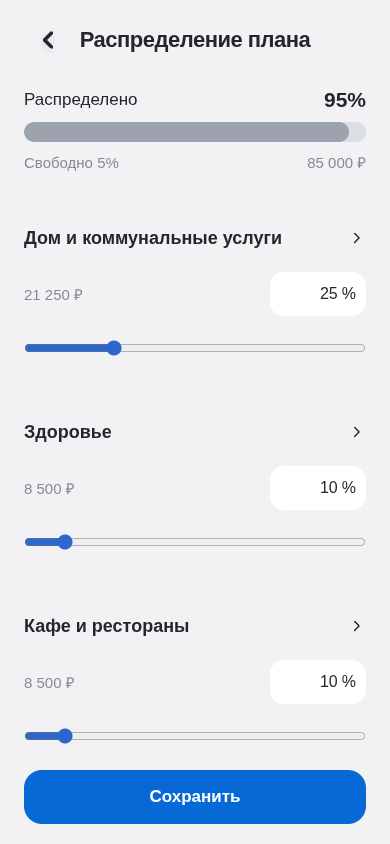 Распределение плана
Распределено 95%
Свободно 5% 85 000 ₽
Дом и коммунальные услуги
21 250 ₽ 25 %
Здоровье
8 500 ₽ 10 %
Кафе и рестораны
8 500 ₽ 10 %
Сохранить